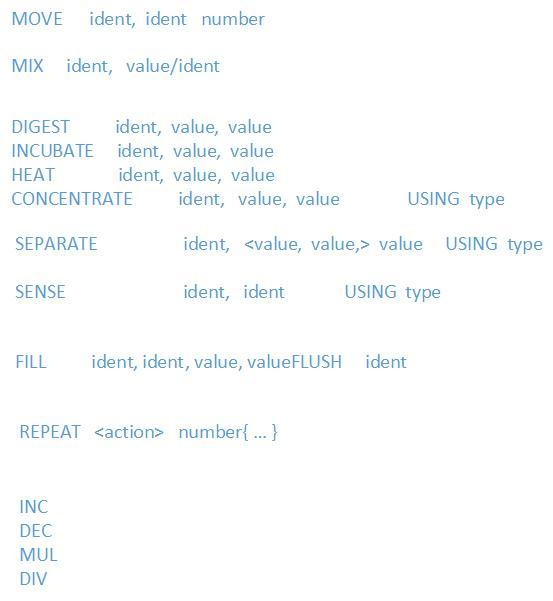 MOVE ident, ident number
MIX ident, value/ident
DIGEST ident, value, value
INCUBATE ident, value, value
HEAT ident, value, value
CONCENTRATE ident, value, value USING type
SEPARATE ident, <value, value,> value USING type
SENSE ident, ident USING type
FILL ident, ident, value, valueFLUSH ident
REPEAT <action> number{ ... }
INC
DEC
MUL
DIV